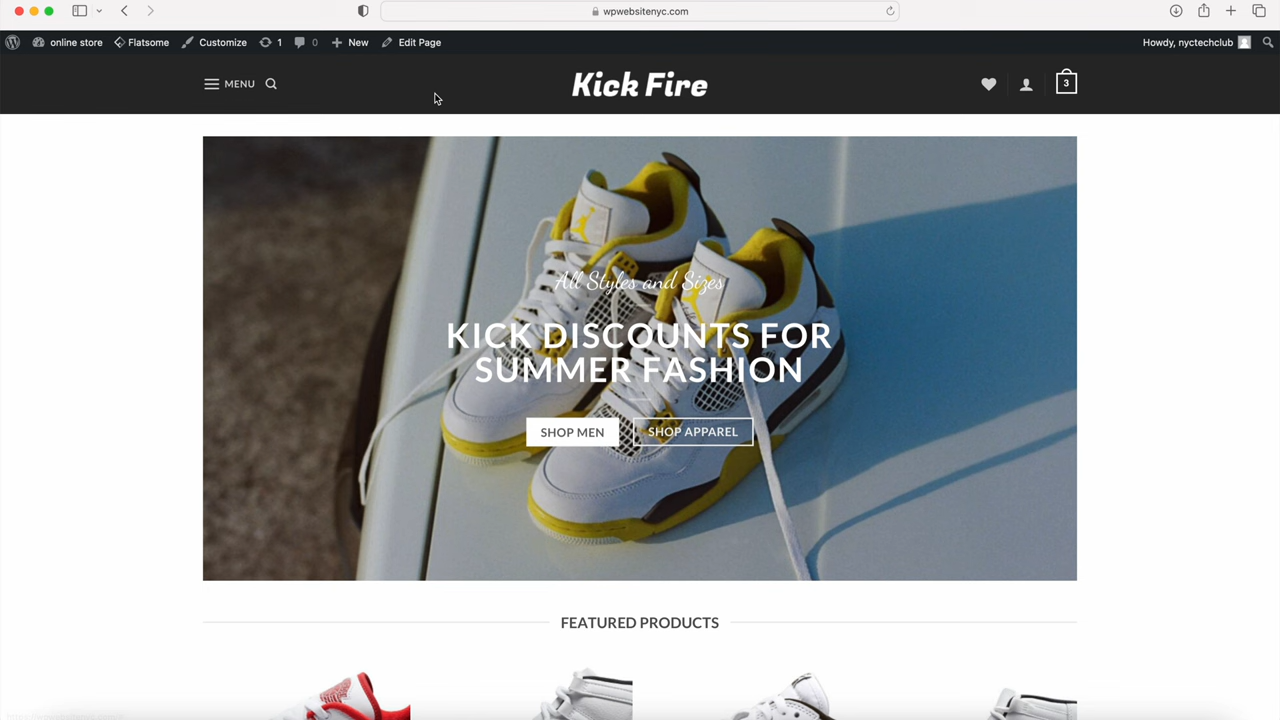 wpwebsitenyc.com
online store Flatsome Customize 1 0 New Edit Page Howdy, nyctechclub
MENU Kick Fire 3
All Styles and Sizes
KICK DISCOUNTS FOR
SUMMER FASHION
SHOP MEN SHOP APPAREL
FEATURED PRODUCTS